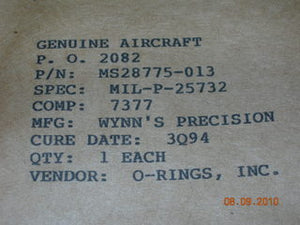 GENUINE AIRCRAFT
P. O. 2082
P/N: MS28775-013
SPEC: MIL-P-25732
COMP: 7377
MFG: WYNN'S PRECISION
CURE DATE: 3Q94
QTY: 1 EACH
VENDOR: O-RINGS, INC.
08.09.2010